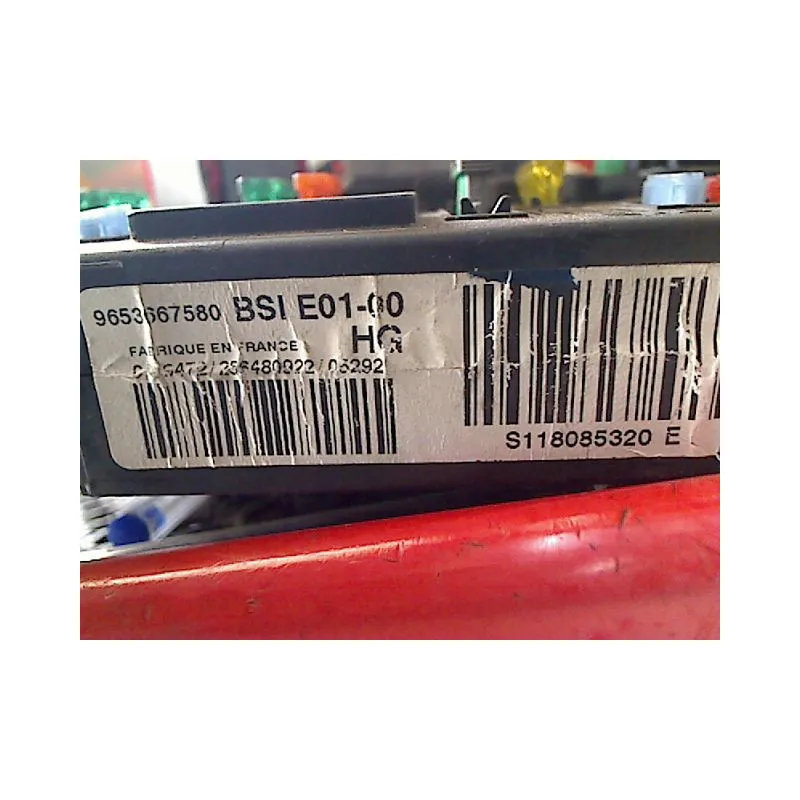 9653667580 BSI E01-00
HG
FABRIQUE EN FRANCE
S118085320 E